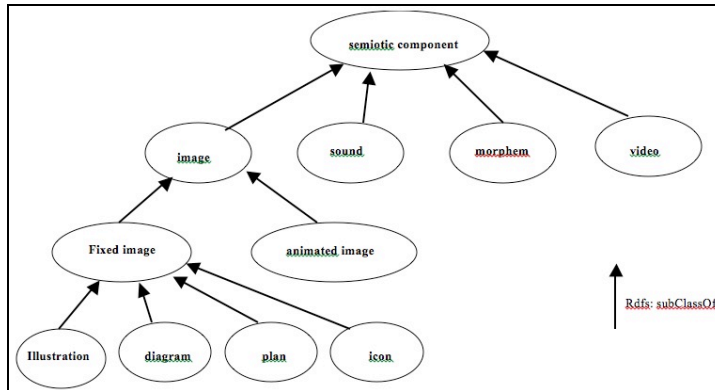 semiotic component
image
sound
morphem
video
Fixed image
animated image
Rdfs: subClassOf
Illustration
diagram
plan
icon